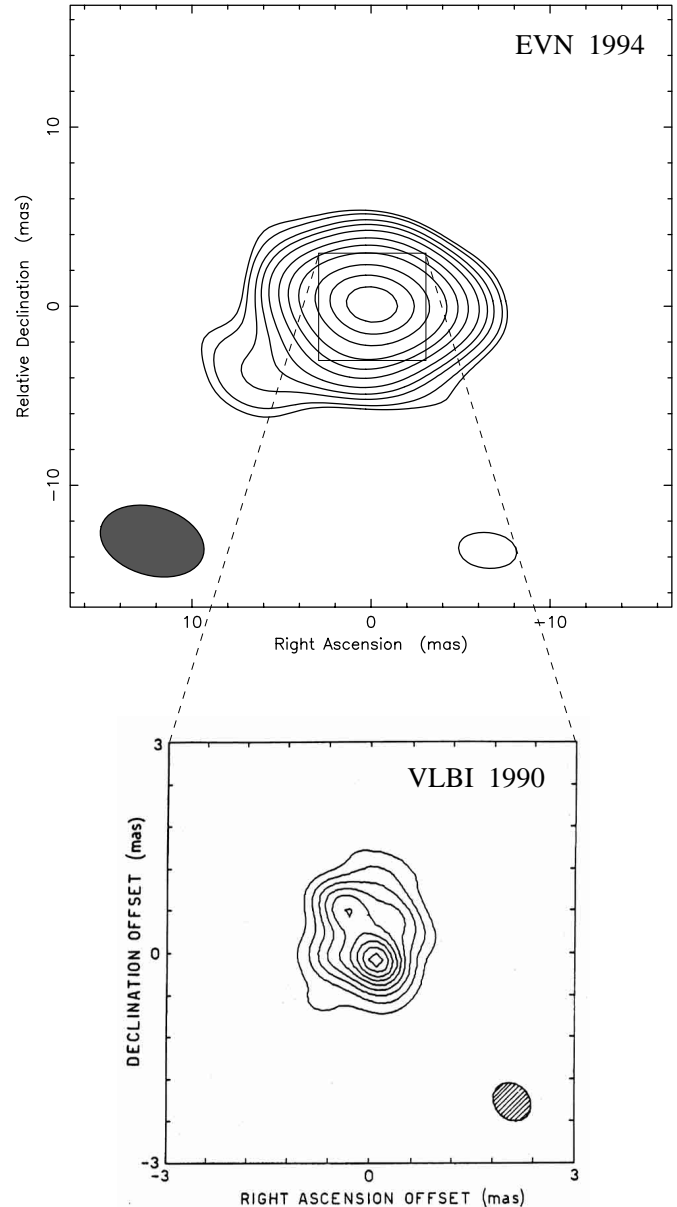 EVN 1994
Relative Declination (mas)
10
0
−10
10
0
+10
Right Ascension (mas)
VLBI 1990
DECLINATION OFFSET (mas)
3
0
-3
-3
0
3
RIGHT ASCENSION OFFSET (mas)